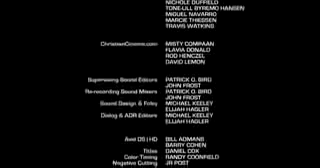 NICHOLE DUFFIELD
TONE-LILL BYREMO HANSEN
MIGUEL NAVARRO
MARCIE THIESSEN
TRAVIS WATKINS
ChristianCinema.com MISTY COMPAAN
FLAVIA DONALD
ROD HENCZEL
DAVID LEMON
Supervising Sound Editors PATRICK O. BIRD
JOHN FROST
Re-recording Sound Mixers PATRICK O. BIRD
JOHN FROST
Sound Design & Foley MICHAEL KEELEY
ELIJAH HAGLER
Dialog & ADR Editors MICHAEL KEELEY
ELIJAH HAGLER
Avid DS | HD BILL ADMANS
BARRY COHEN
Titles DANIEL COX
Color Timing RANDY COONFIELD
Negative Cutting JR POST